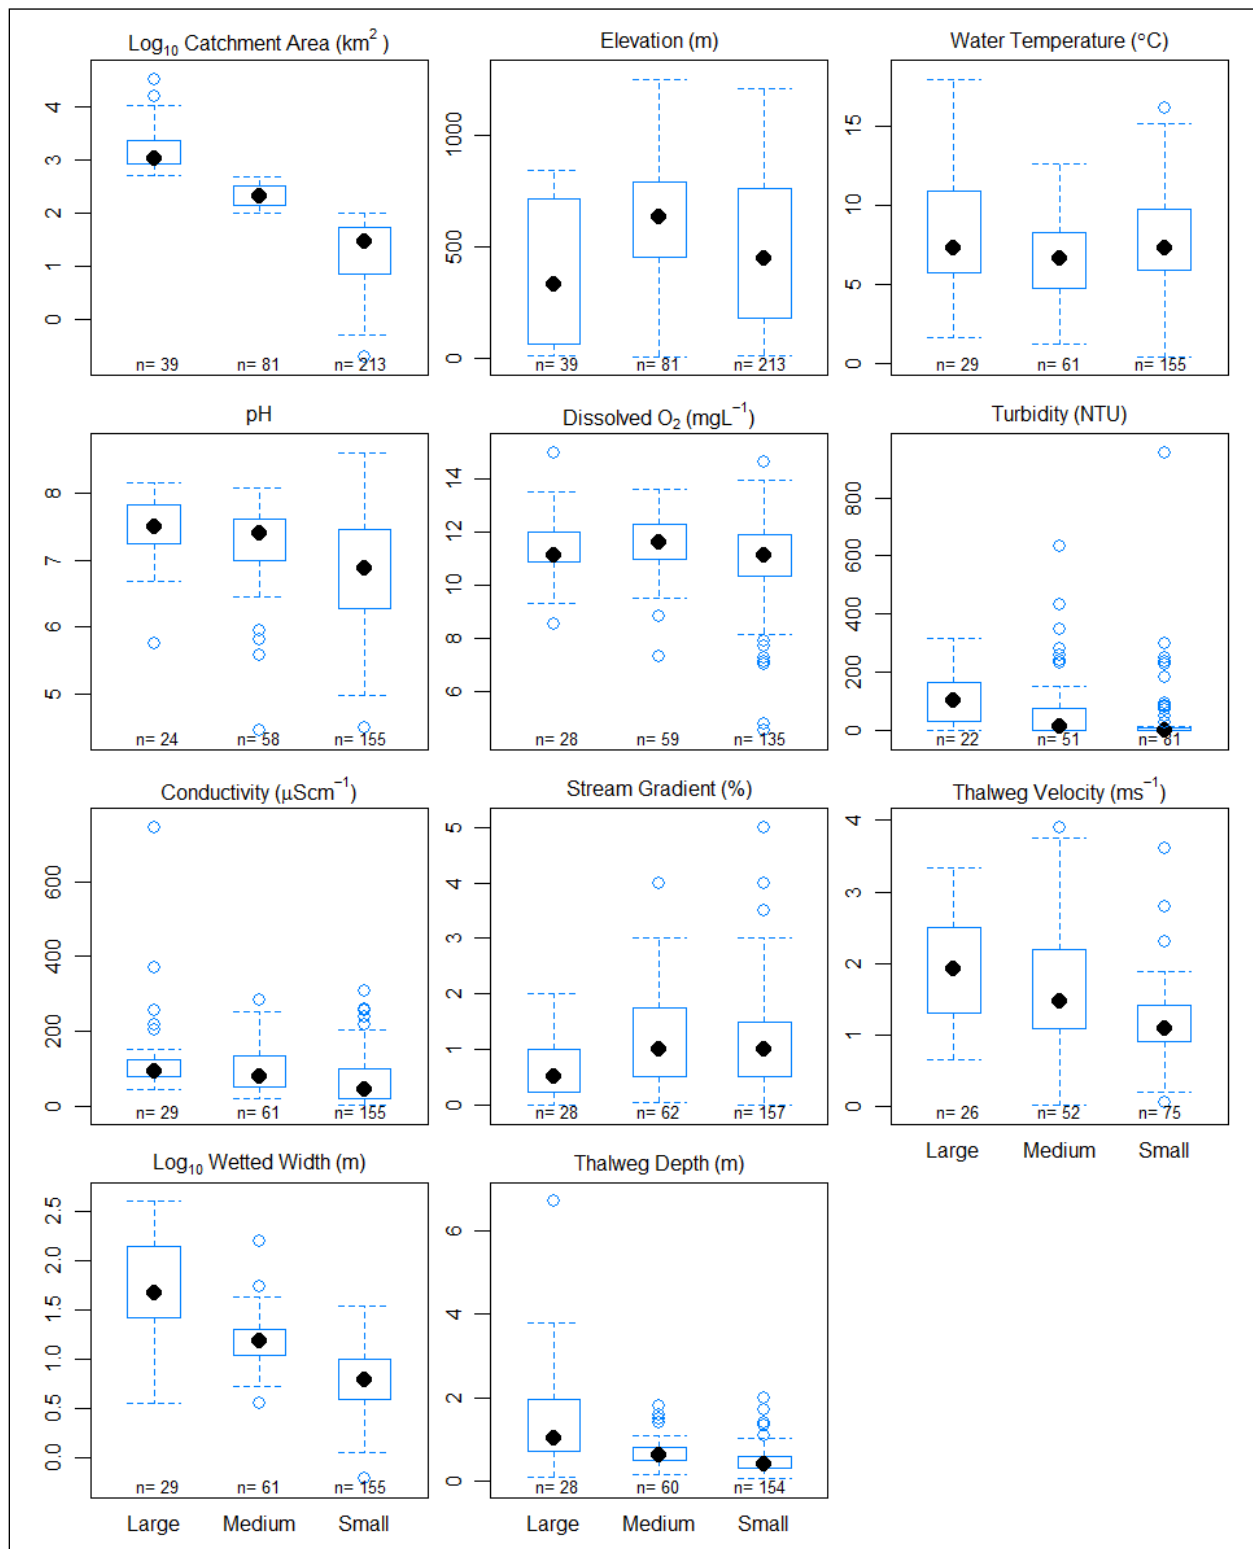 Log₁₀ Catchment Area (km²) Elevation (m) Water Temperature (°C)
4
3
2
1
0
n= 39 n= 81 n= 213
1000
500
0
n= 39 n= 81 n= 213
15
10
5
0
n= 29 n= 61 n= 155
pH Dissolved O₂ (mgL⁻¹) Turbidity (NTU)
8
7
6
5
n= 24 n= 58 n= 155
14
12
10
8
6
n= 28 n= 59 n= 135
800
600
400
200
0
n= 22 n= 51 n= 81
Conductivity (μScm⁻¹) Stream Gradient (%) Thalweg Velocity (ms⁻¹)
600
400
200
0
n= 29 n= 61 n= 155
5
4
3
2
1
0
n= 28 n= 62 n= 157
4
3
2
1
0
n= 26 n= 52 n= 75
Large Medium Small
Log₁₀ Wetted Width (m) Thalweg Depth (m)
2.5
2.0
1.5
1.0
0.5
0.0
n= 29 n= 61 n= 155
Large Medium Small
6
4
2
0
n= 28 n= 60 n= 154
Large Medium Small